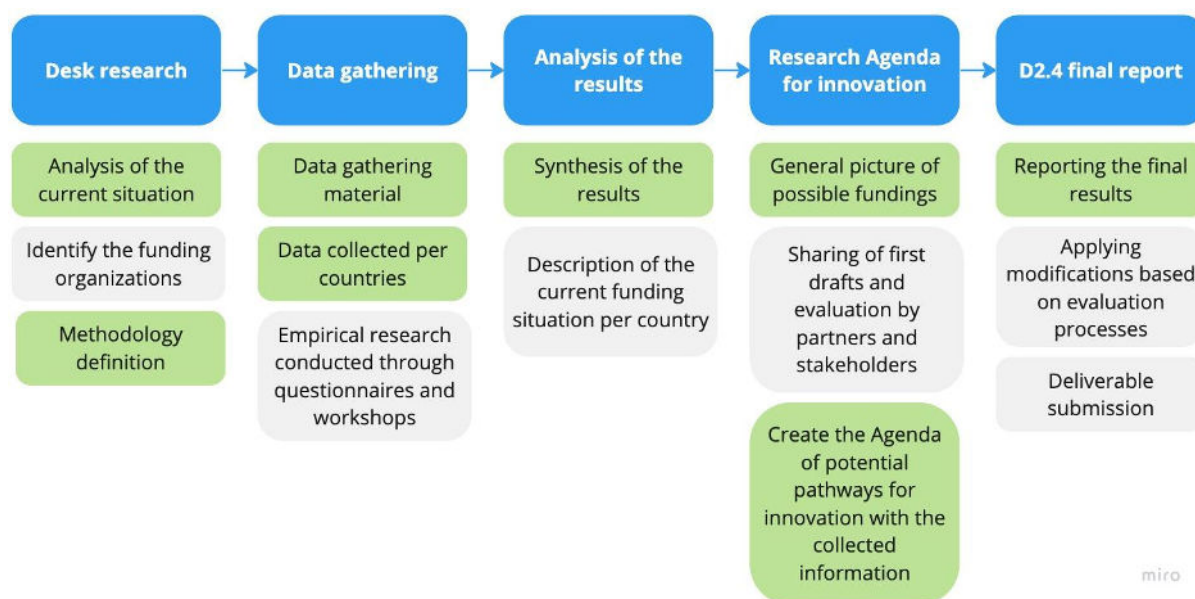 Desk research
Data gathering
Analysis of the
results
Research Agenda
for innovation
D2.4 final report
Analysis of the
current situation
Identify the funding
organizations
Methodology
definition
Data gathering
material
Data collected per
countries
Empirical research
conducted through
questionnaires and
workshops
Synthesis of the
results
Description of the
current funding
situation per country
General picture of
possible fundings
Sharing of first
drafts and
evaluation by
partners and
stakeholders
Create the Agenda
of potential
pathways for
innovation with the
collected
information
Reporting the final
results
Applying
modifications based
on evaluation
processes
Deliverable
submission
miro